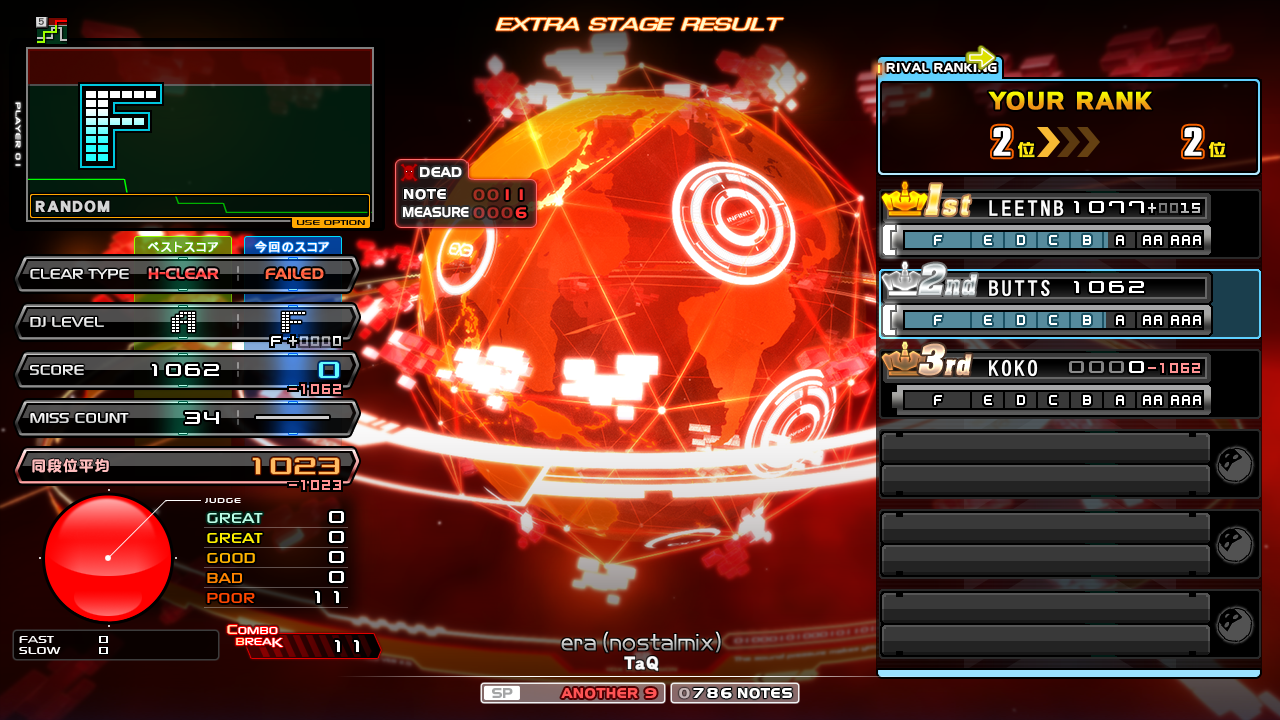 EXTRA STAGE RESULT
5
PLAYER 01
F
RANDOM
USE OPTION
DEAD
NOTE 0011
MEASURE 0006
ベストスコア 今回のスコア
CLEAR TYPE H-CLEAR FAILED
DJ LEVEL A F
F +0000
SCORE 1062 0
-1062
MISS COUNT 34
同段位平均 1023
-1023
JUDGE
GREAT 0
GREAT 0
GOOD 0
BAD 0
POOR 11
FAST 0
SLOW 0
COMBO BREAK 11
INFINITE
era (nostalmix)
TaQ
SP ANOTHER 9 0786 NOTES
RIVAL RANKING
YOUR RANK
2位 2位
1st LEETNB 1077+0015
F E D C B A AA AAA
2nd BUTTS 1062
F E D C B A AA AAA
3rd KOKO 0000-1062
F E D C B A AA AAA